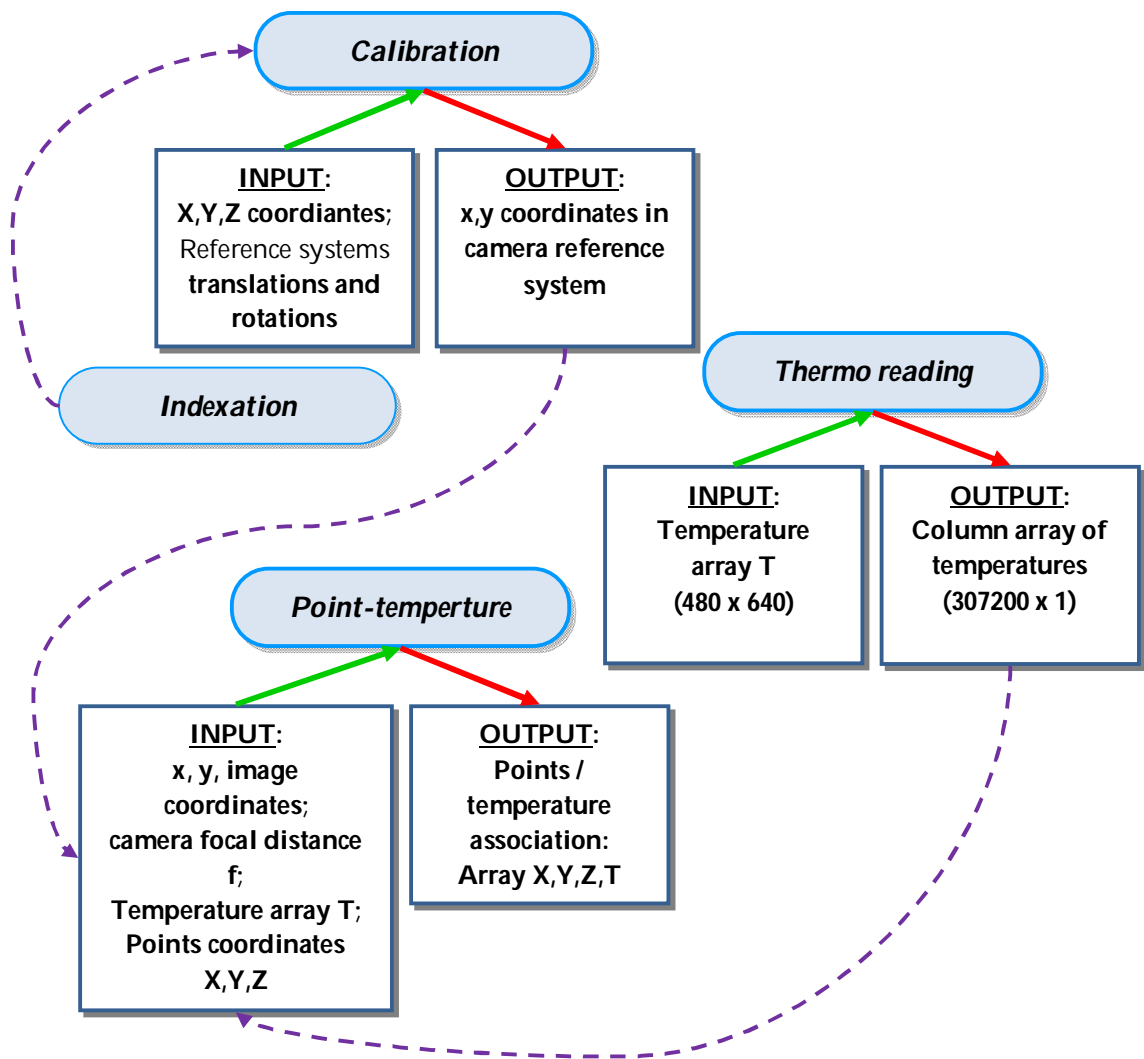 Calibration
INPUT:
X,Y,Z coordiantes;
Reference systems
translations and
rotations
OUTPUT:
x,y coordinates in
camera reference
system
Indexation
Thermo reading
INPUT:
Temperature
array T
(480 x 640)
OUTPUT:
Column array of
temperatures
(307200 x 1)
Point-temperture
INPUT:
x, y, image
coordinates;
camera focal distance
f;
Temperature array T;
Points coordinates
X,Y,Z
OUTPUT:
Points /
temperature
association:
Array X,Y,Z,T